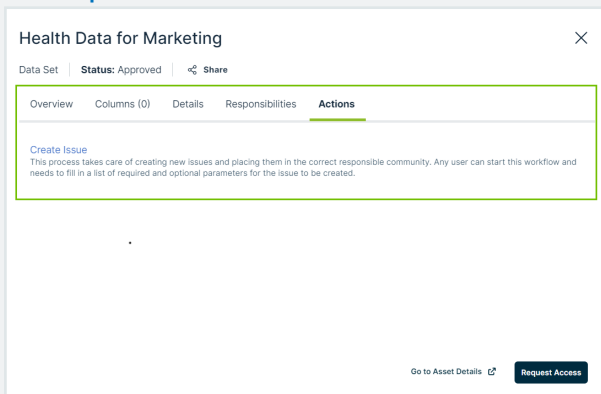 Health Data for Marketing
Data Set Status: Approved Share
Overview Columns (0) Details Responsibilities Actions
Create Issue
This process takes care of creating new issues and placing them in the correct responsible community. Any user can start this workflow and
needs to fill in a list of required and optional parameters for the issue to be created.
Go to Asset Details Request Access